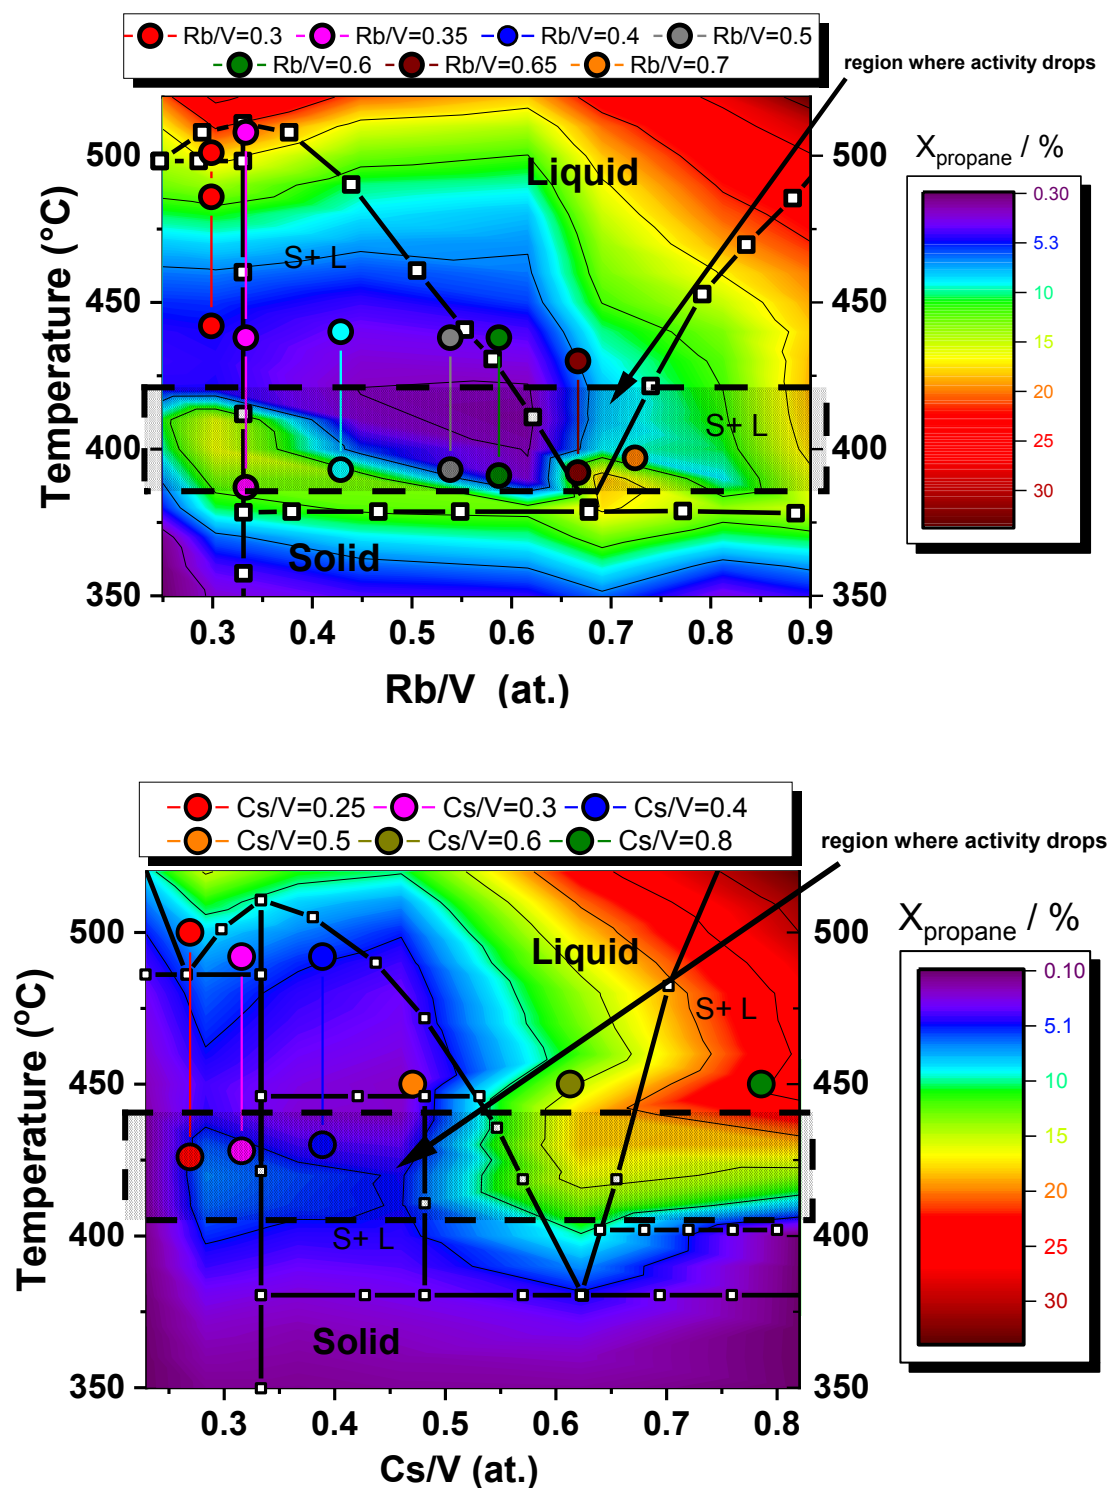 Rb/V=0.3 Rb/V=0.35 Rb/V=0.4 Rb/V=0.5
Rb/V=0.6 Rb/V=0.65 Rb/V=0.7
region where activity drops
Temperature (°C)
500
450
400
350
Liquid
S+ L
S+ L
Solid
500
450
400
350
0.3 0.4 0.5 0.6 0.7 0.8 0.9
Rb/V (at.)
Xpropane / %
0.30
5.3
10
15
20
25
30
Cs/V=0.25 Cs/V=0.3 Cs/V=0.4
Cs/V=0.5 Cs/V=0.6 Cs/V=0.8
region where activity drops
Temperature (°C)
500
450
400
350
Liquid
S+ L
S+ L
Solid
500
450
400
350
0.3 0.4 0.5 0.6 0.7 0.8
Cs/V (at.)
Xpropane / %
0.10
5.1
10
15
20
25
30